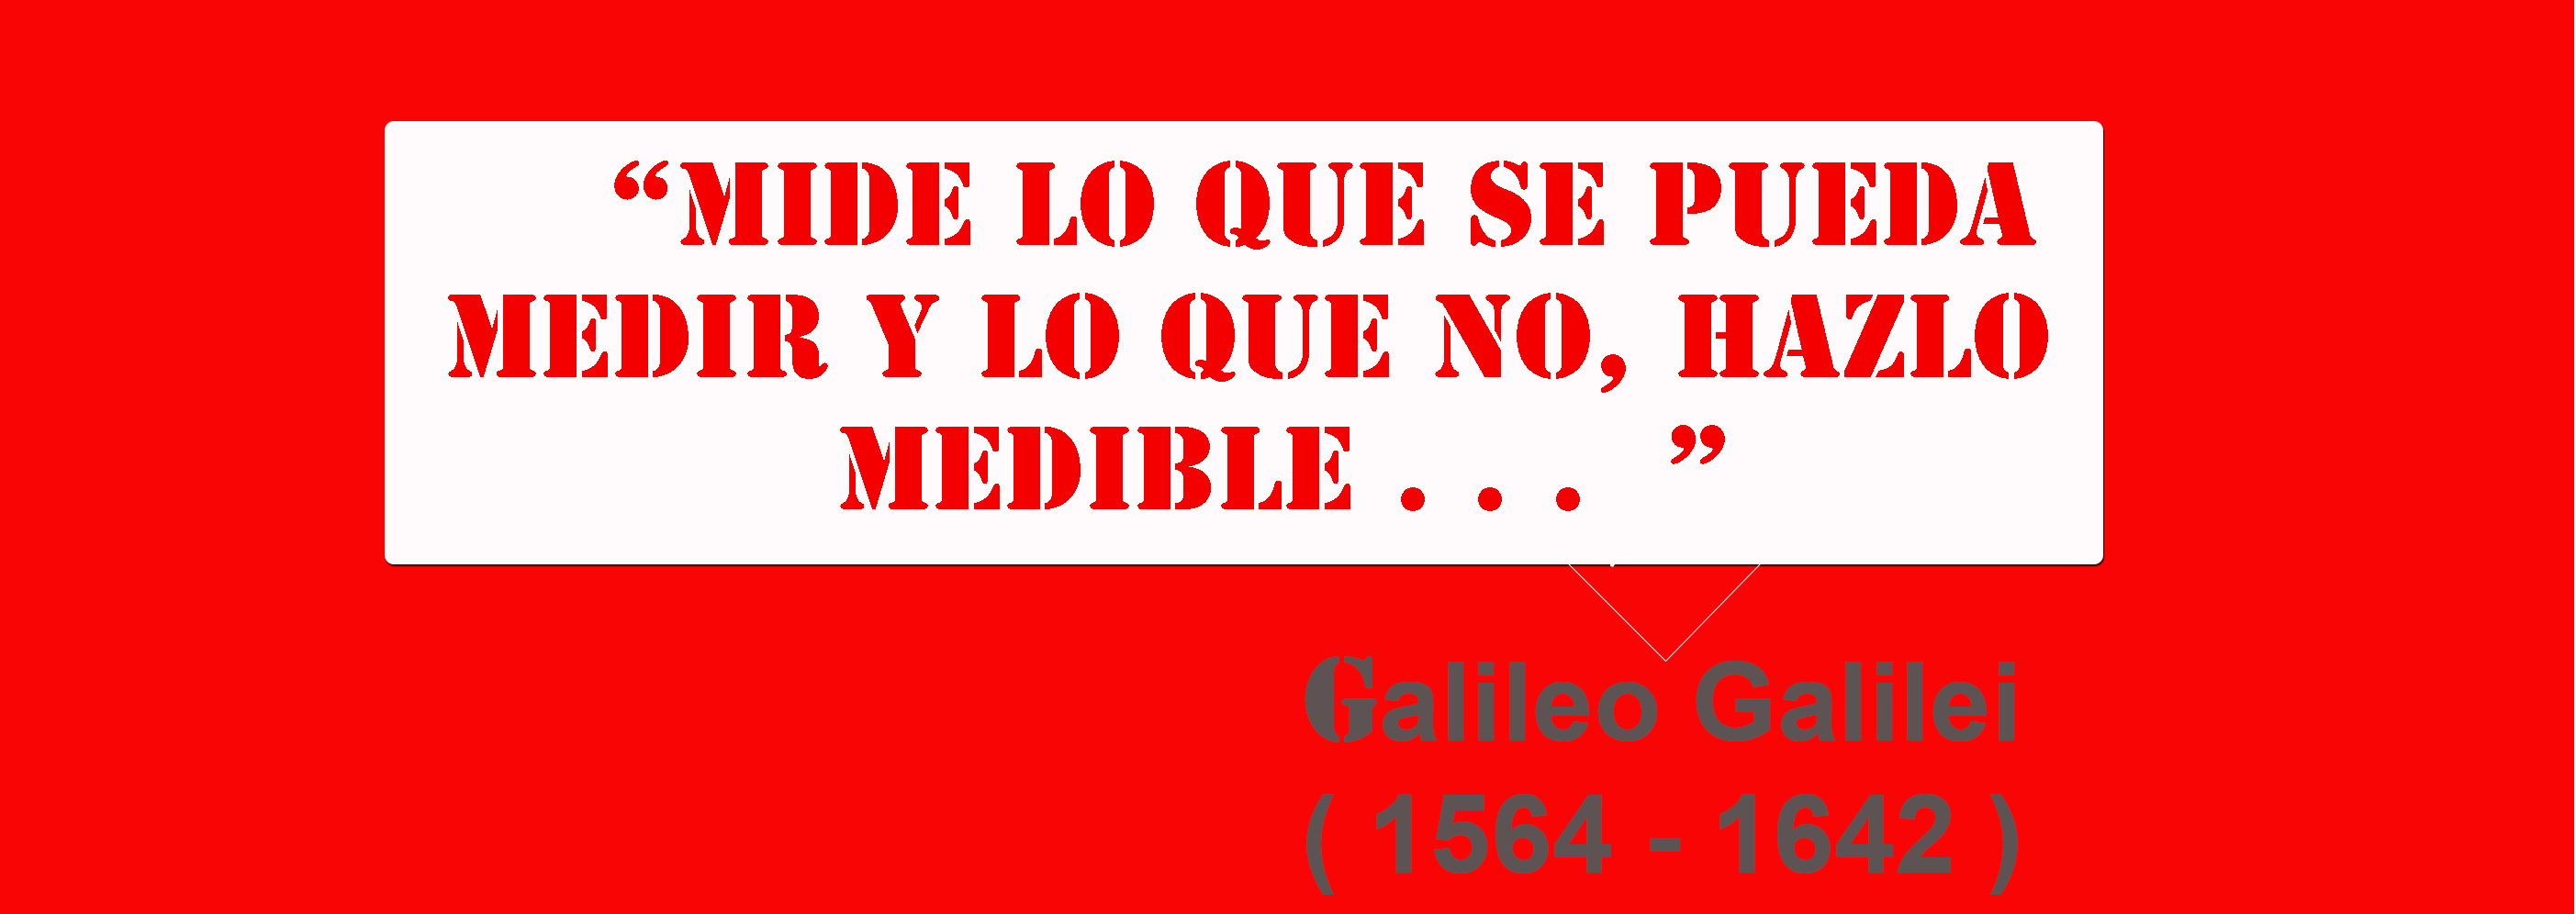 “MIDE LO QUE SE PUEDA
MEDIR Y LO QUE NO, HAZLO
MEDIBLE . . . ”
Galileo Galilei
( 1564 - 1642 )